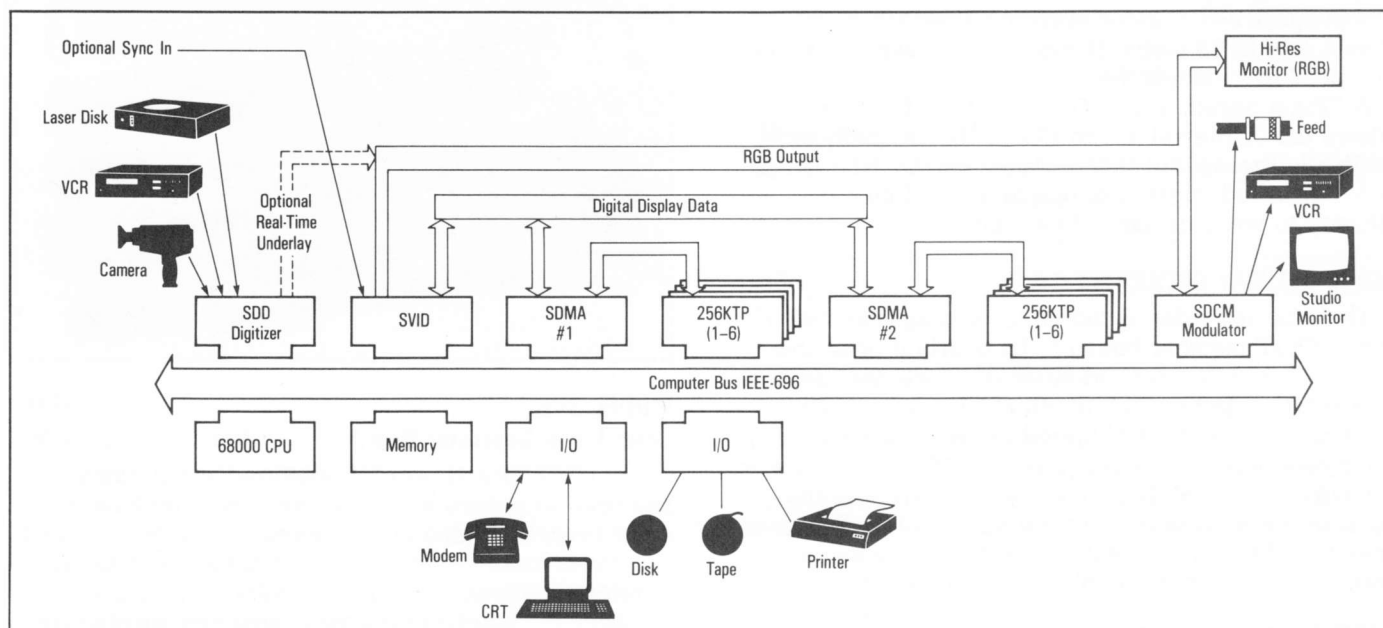 Optional Sync In
Hi-Res
Monitor (RGB)
Laser Disk
Feed
RGB Output
VCR
Optional
Real-Time
Underlay
Digital Display Data
VCR
Camera
Studio
Monitor
SDD
Digitizer
SVID
SDMA
#1
256KTP
(1–6)
SDMA
#2
256KTP
(1–6)
SDCM
Modulator
Computer Bus IEEE-696
68000 CPU
Memory
I/O
I/O
Modem
CRT
Disk
Tape
Printer